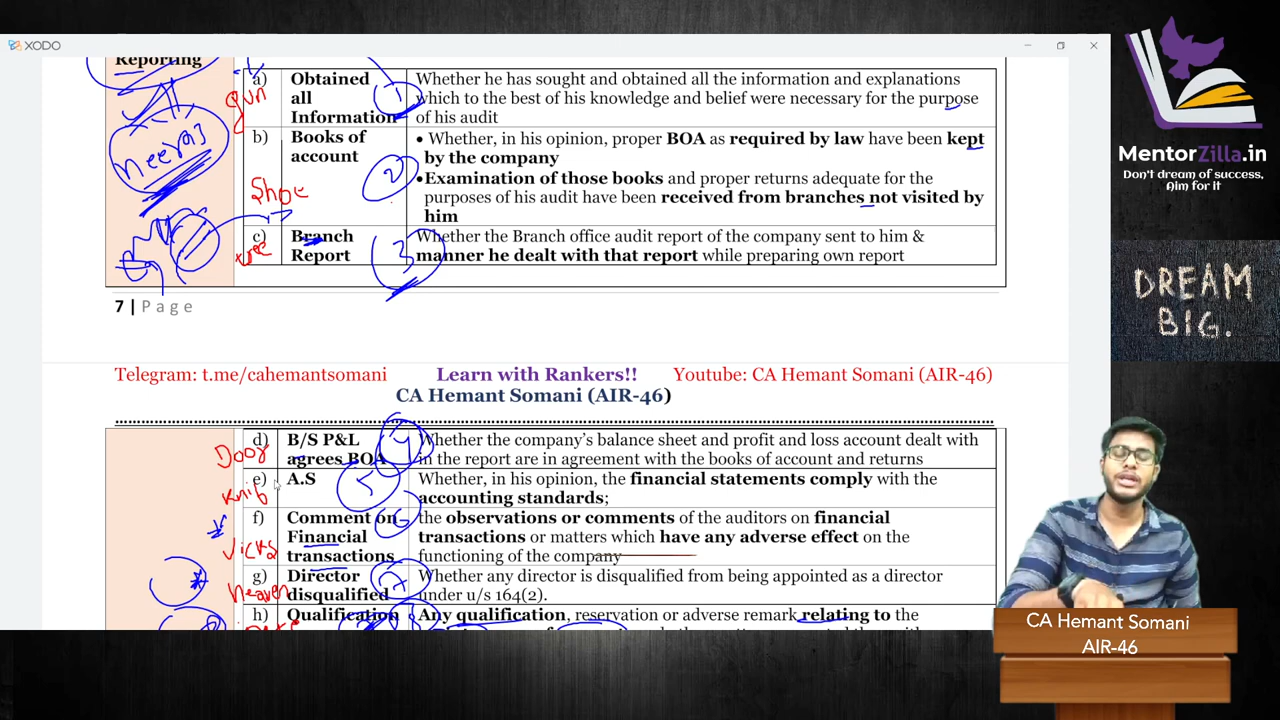 XODO
Reporting
a) Obtained all Information
Whether he has sought and obtained all the information and explanations
which to the best of his knowledge and belief were necessary for the purpose
of his audit
gun
1
neeraj
b) Books of account
• Whether, in his opinion, proper BOA as required by law have been kept
by the company
•Examination of those books and proper returns adequate for the
purposes of his audit have been received from branches not visited by
him
2
Shoe
c) Branch Report
Whether the Branch office audit report of the company sent to him &
manner he dealt with that report while preparing own report
3
tree
7 | Page
Telegram: t.me/cahemantsomani Learn with Rankers!! Youtube: CA Hemant Somani (AIR-46)
CA Hemant Somani (AIR-46)
d) B/S P&L agrees BOA
Whether the company's balance sheet and profit and loss account dealt with
in the report are in agreement with the books of account and returns
Door
4
e) A.S
Whether, in his opinion, the financial statements comply with the
accounting standards;
5
f) Comment on Financial transactions
the observations or comments of the auditors on financial
transactions or matters which have any adverse effect on the
functioning of the company
6
Vicks
g) Director disqualified
Whether any director is disqualified from being appointed as a director
under u/s 164(2).
7
heaven
h) Qualification
Any qualification, reservation or adverse remark relating to the
8
MentorZilla.in
Don't dream of success,
Aim for it
DREAM
BIG.
CA Hemant Somani
AIR-46